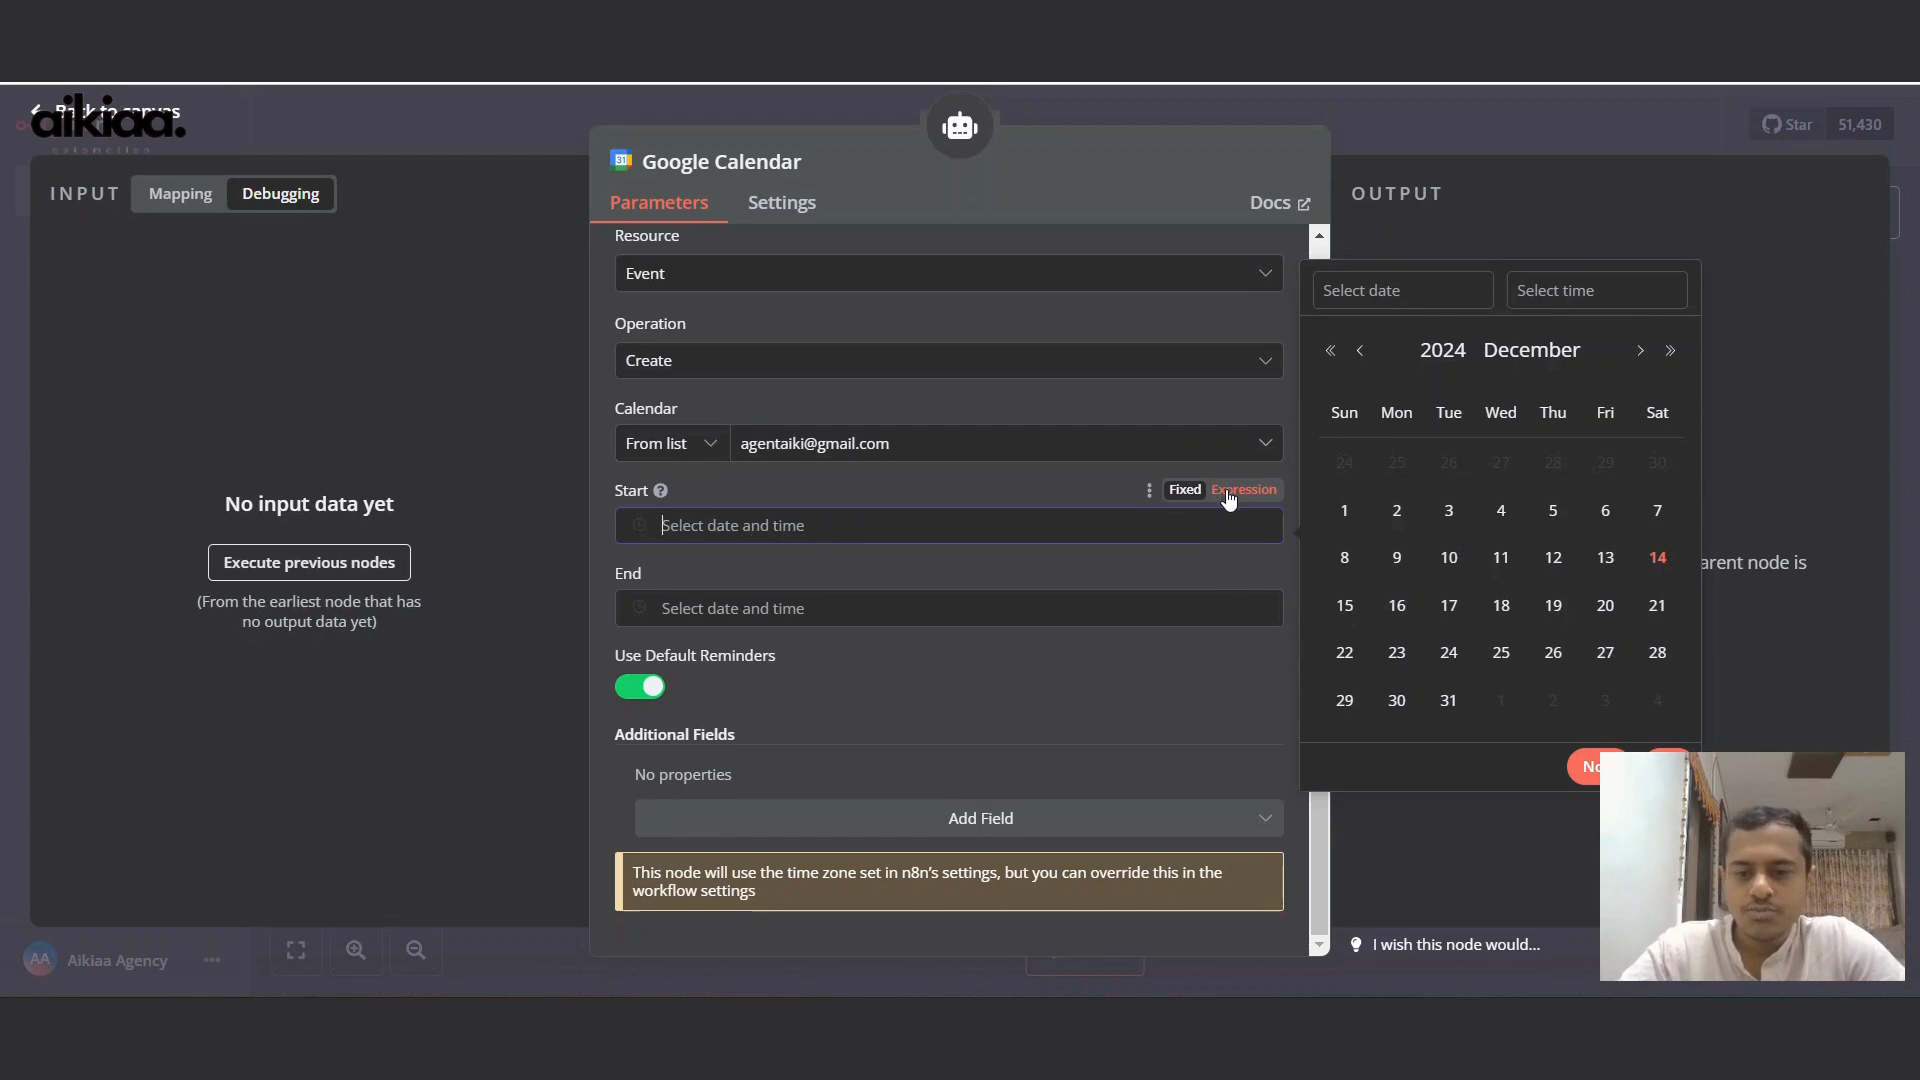 Back to canvas
aikiaa.
Star 51,430
31 Google Calendar
INPUT Mapping Debugging
Parameters Settings Docs
OUTPUT
Resource
Event
Operation
Create
Calendar
From list agentaiki@gmail.com
Start ? Fixed Expression
Select date and time
End
Select date and time
Use Default Reminders
Additional Fields
No properties
Add Field
This node will use the time zone set in n8n's settings, but you can override this in the
workflow settings
No input data yet
Execute previous nodes
(From the earliest node that has
no output data yet)
Select date Select time
2024 December
Sun Mon Tue Wed Thu Fri Sat
24 25 26 27 28 29 30
1 2 3 4 5 6 7
8 9 10 11 12 13 14
15 16 17 18 19 20 21
22 23 24 25 26 27 28
29 30 31 1 2 3 4
arent node is
I wish this node would...
AA Aikiaa Agency